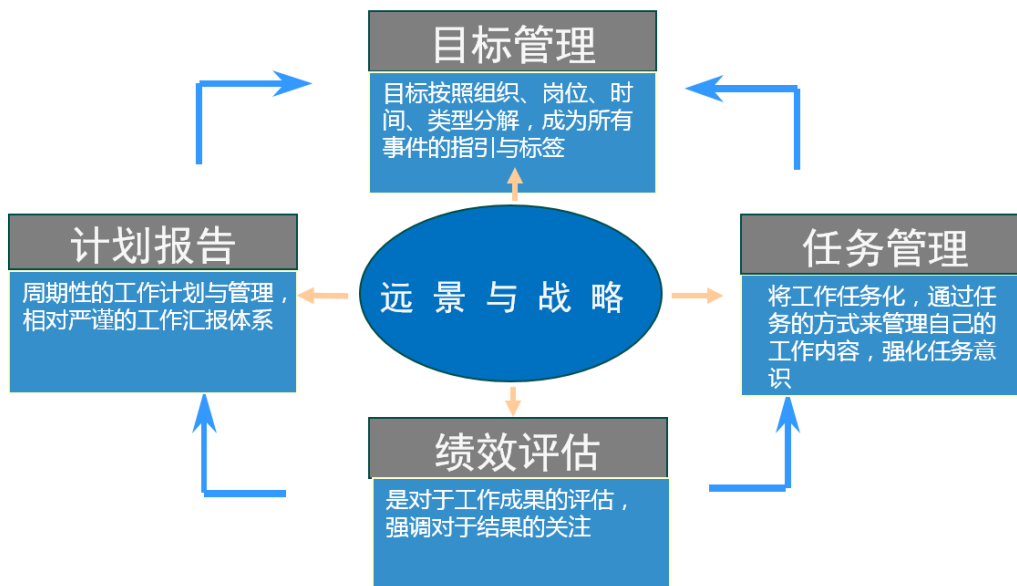 目标管理
目标按照组织、岗位、时
间、类型分解，成为所有
事件的指引与标签
计划报告
周期性的工作计划与管理，
相对严谨的工作汇报体系
远景与战略
任务管理
将工作任务化，通过任
务的方式来管理自己的
工作内容，强化任务意
识
绩效评估
是对于工作成果的评估，
强调对于结果的关注